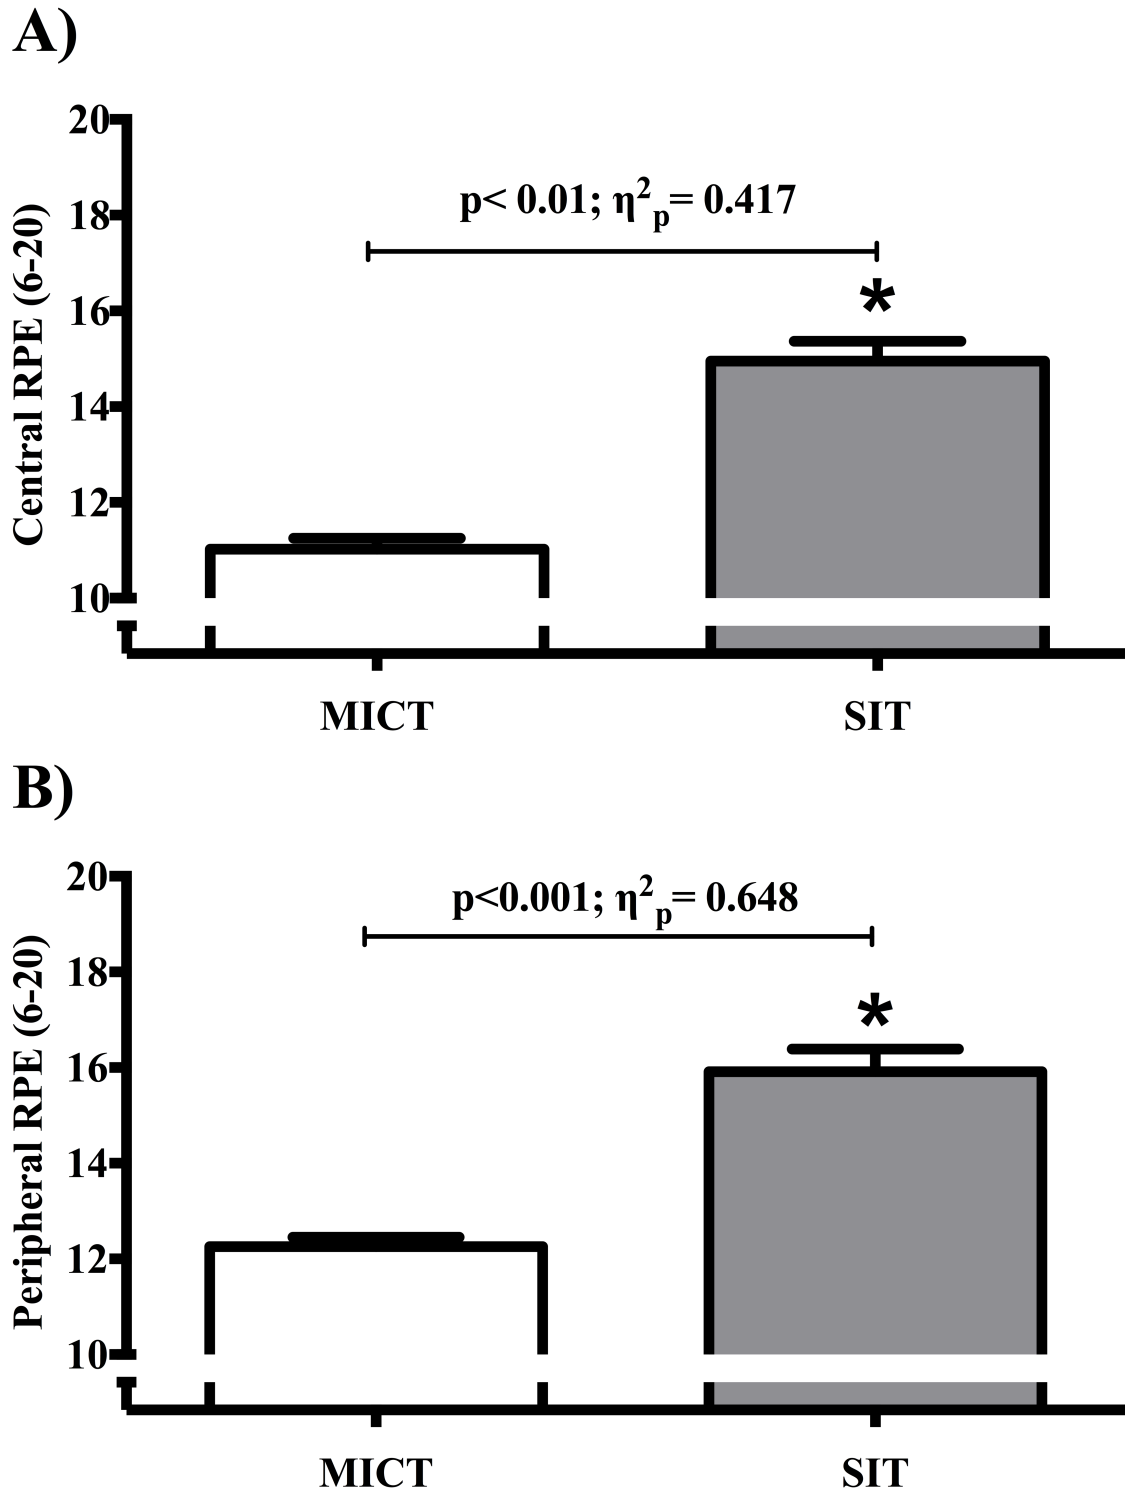 A)
20
p< 0.01; η²ₚ= 0.417
18
*
16
14
12
10
Central RPE (6-20)
MICT SIT
B)
20
p<0.001; η²ₚ= 0.648
18
*
16
14
12
10
Peripheral RPE (6-20)
MICT SIT